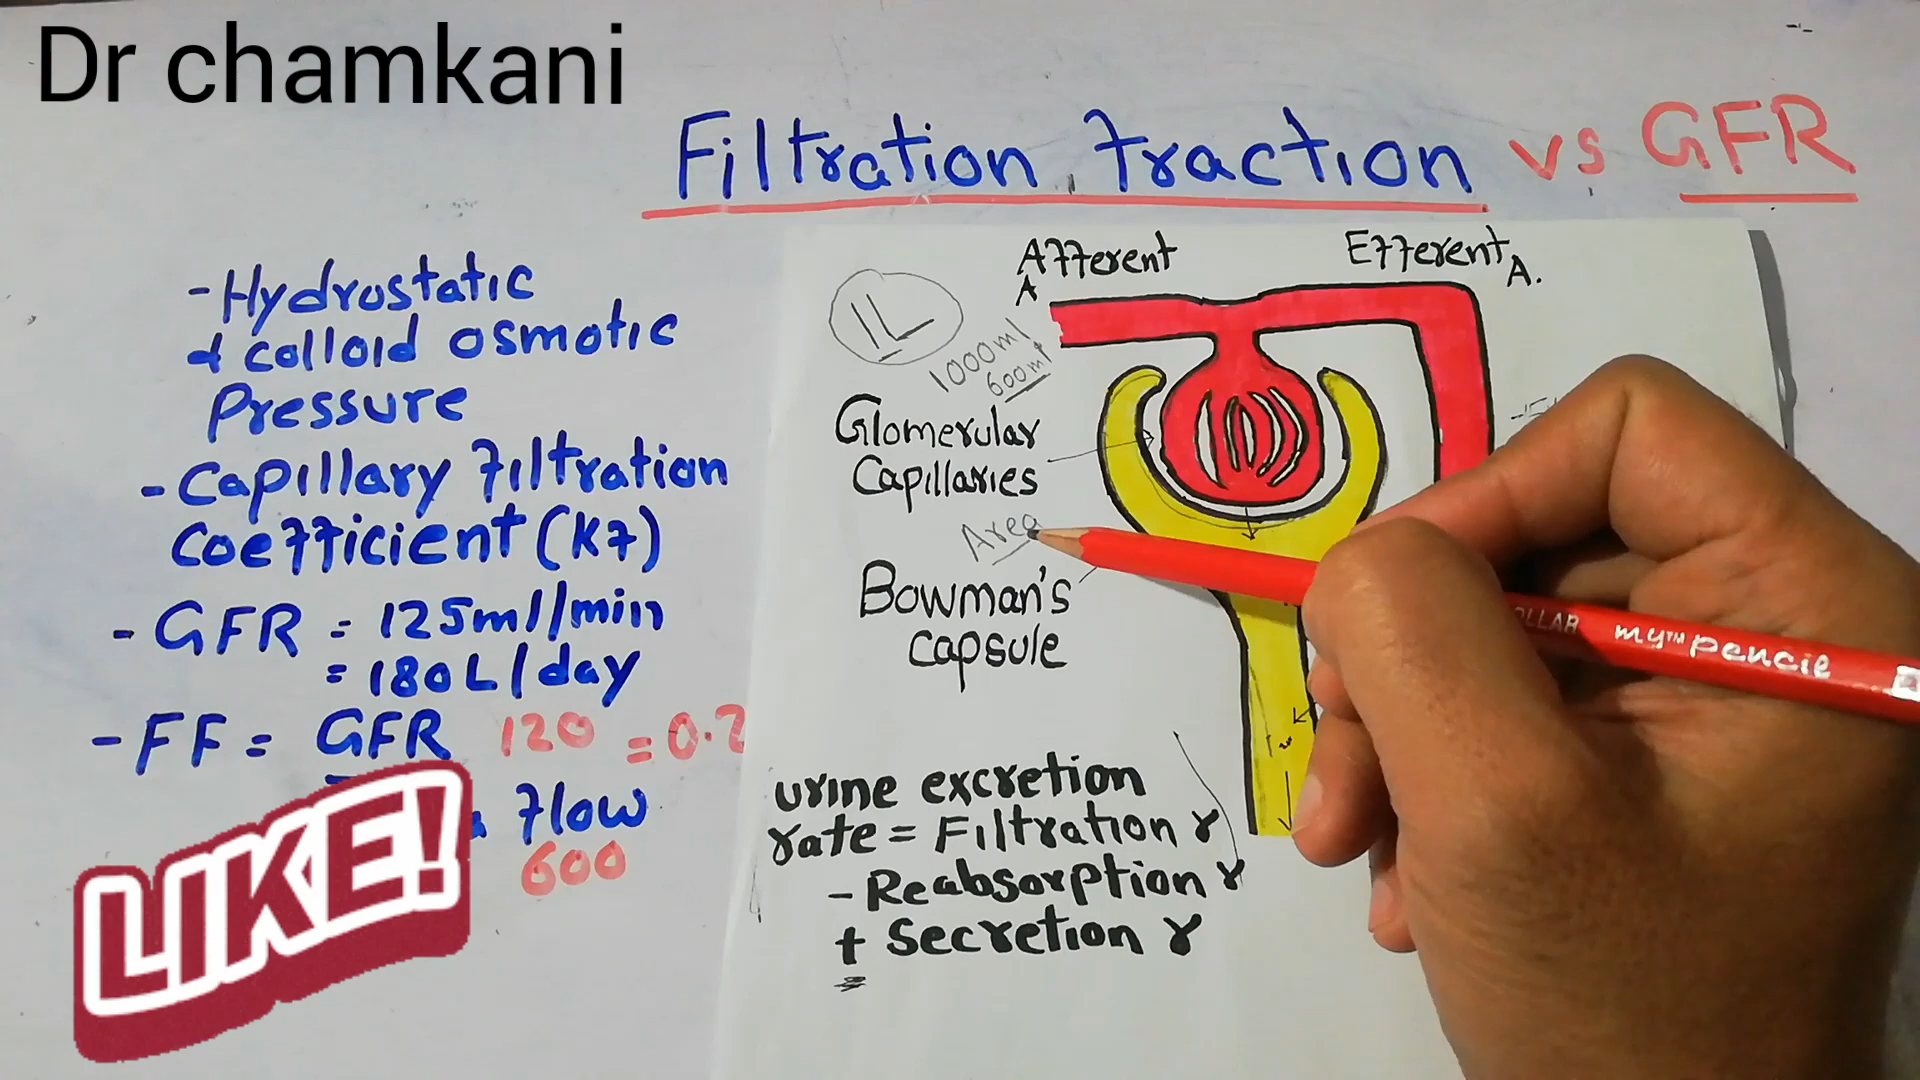 Dr chamkani
Filtration fraction vs GFR
-Hydrostatic
& colloid osmotic
Pressure
-Capillary filtration
Coefficient (Kf)
-GFR = 125ml/min
= 180L/day
-FF = GFR 120 = 0.2
flow
600
LIKE!
Afferent
A
Efferent
A.
1L
1000ml
600ml
Glomerular
Capillaries
Area
Bowman's
capsule
urine excretion
rate = Filtration r
- Reabsorption r
+ Secretion r
DOLLAR my™pencil